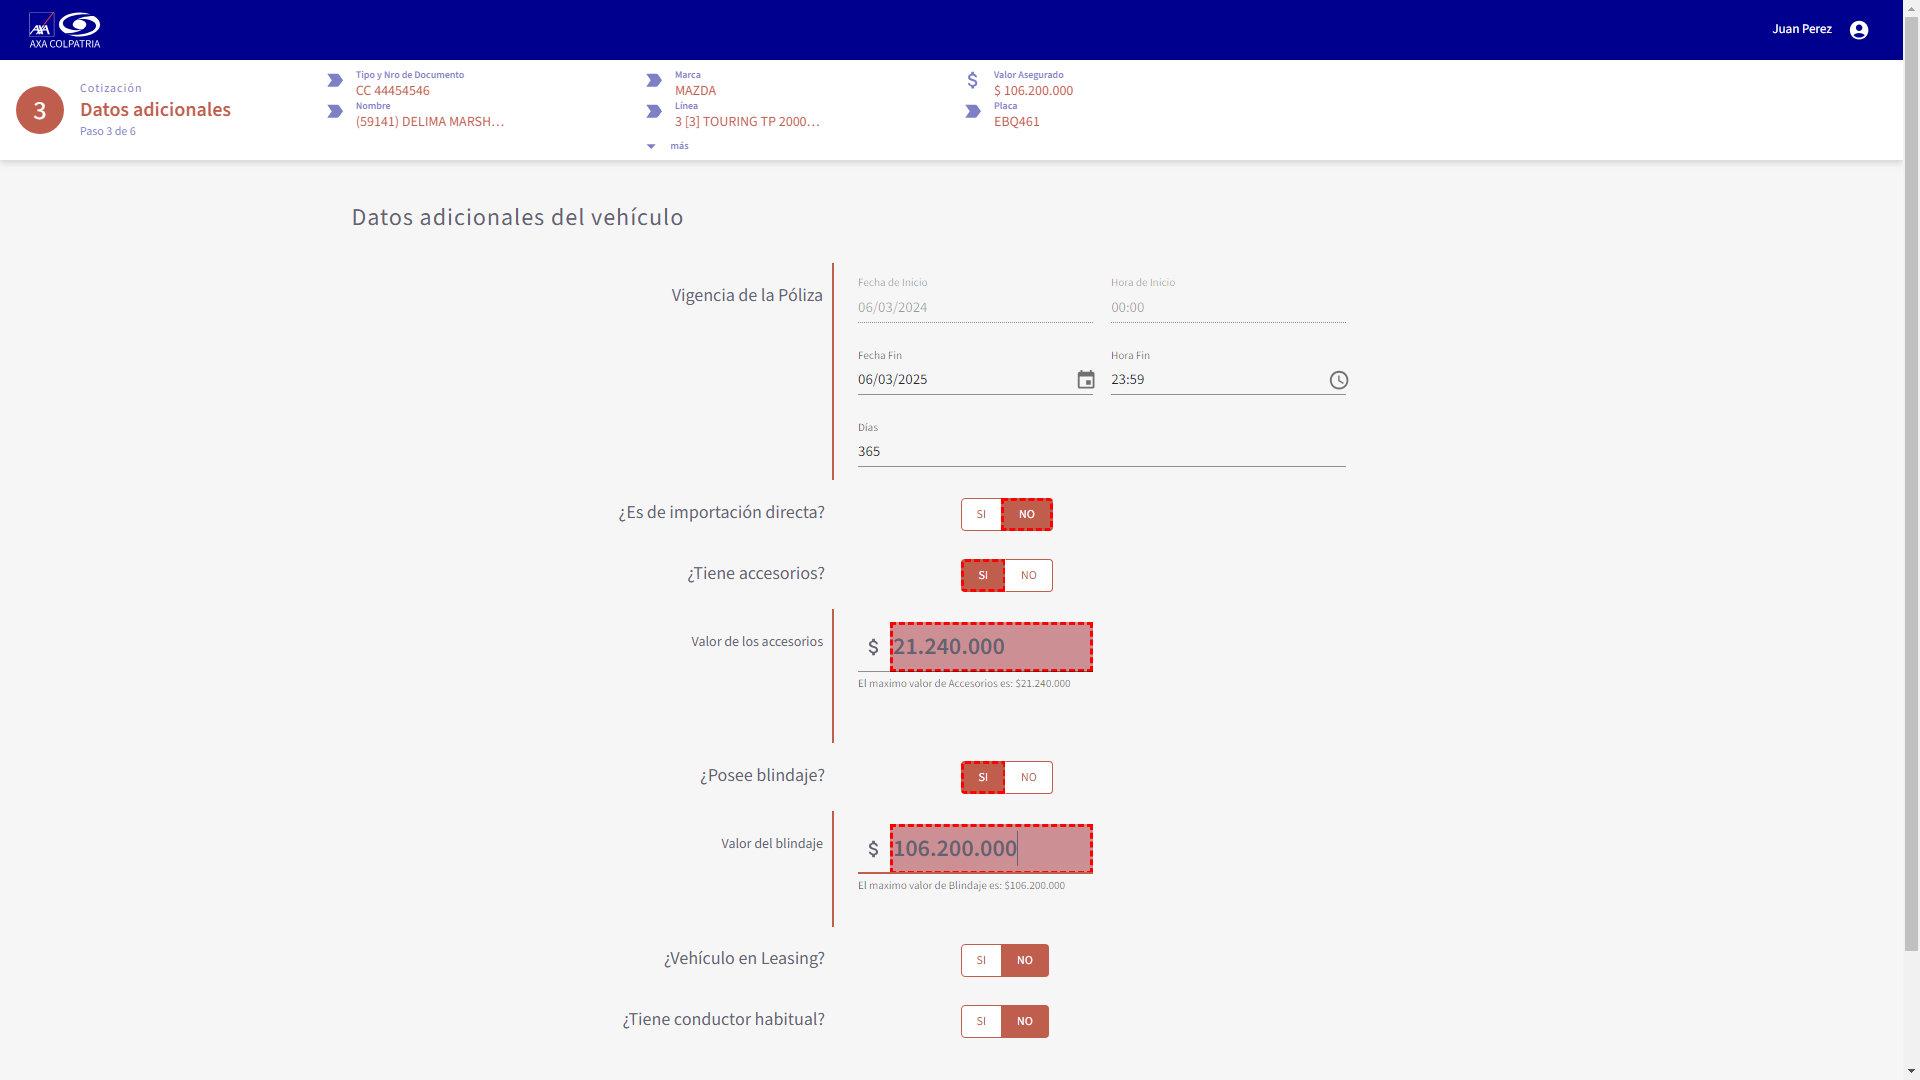 AXA
AXA COLPATRIA
Juan Perez
3
Cotización
Datos adicionales
Paso 3 de 6
Tipo y Nro de Documento
CC 44454546
Nombre
(59141) DELIMA MARSH...
Marca
MAZDA
Línea
3 [3] TOURING TP 2000...
más
Valor Asegurado
$ 106.200.000
Placa
EBQ461
Datos adicionales del vehículo
Vigencia de la Póliza
Fecha de Inicio
06/03/2024
Hora de Inicio
00:00
Fecha Fin
06/03/2025
Hora Fin
23:59
Días
365
¿Es de importación directa?
SI NO
¿Tiene accesorios?
SI NO
Valor de los accesorios
$ 21.240.000
El maximo valor de Accesorios es: $21.240.000
¿Posee blindaje?
SI NO
Valor del blindaje
$ 106.200.000
El maximo valor de Blindaje es: $106.200.000
¿Vehículo en Leasing?
SI NO
¿Tiene conductor habitual?
SI NO